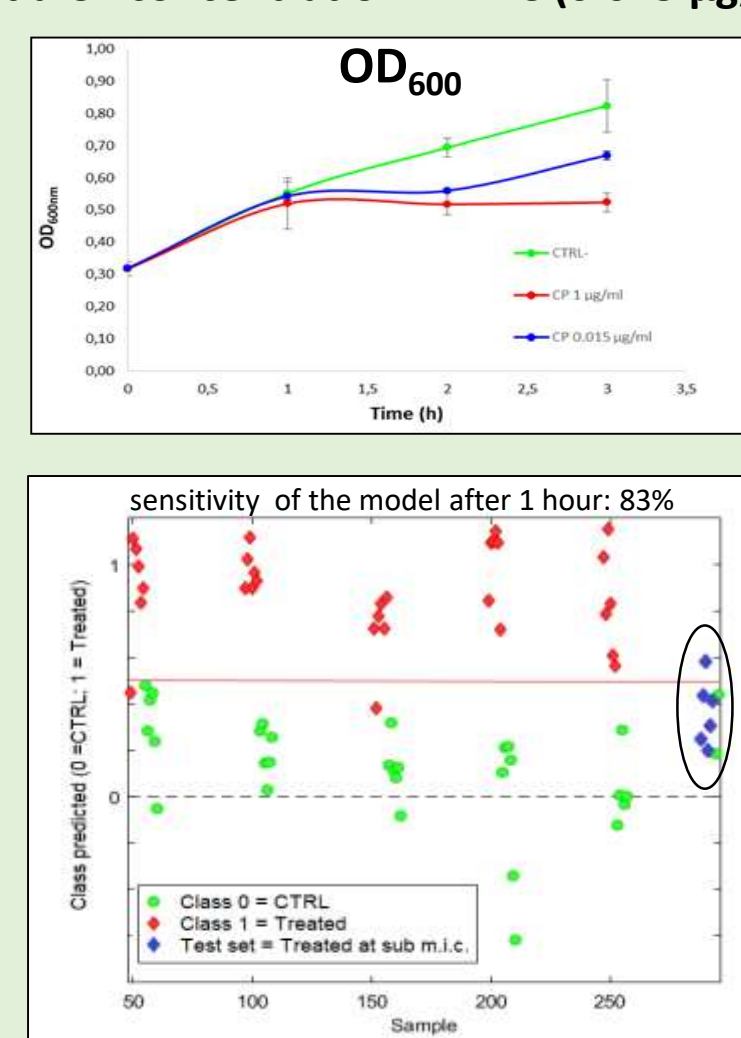 OD600
1,00
0,90
0,80
0,70
0,60
0,50
0,40
0,30
0,20
0,10
0,00
OD600nm
CTRL-
CP 1 µg/ml
CP 0.015 µg/ml
0 0,5 1 1,5 2 2,5 3 3,5
Time (h)
sensitivity of the model after 1 hour: 83%
Class predicted (0 =CTRL; 1 = Treated)
1
0
Class 0 = CTRL
Class 1 = Treated
Test set = Treated at sub m.i.c.
50 100 150 200 250
Sample